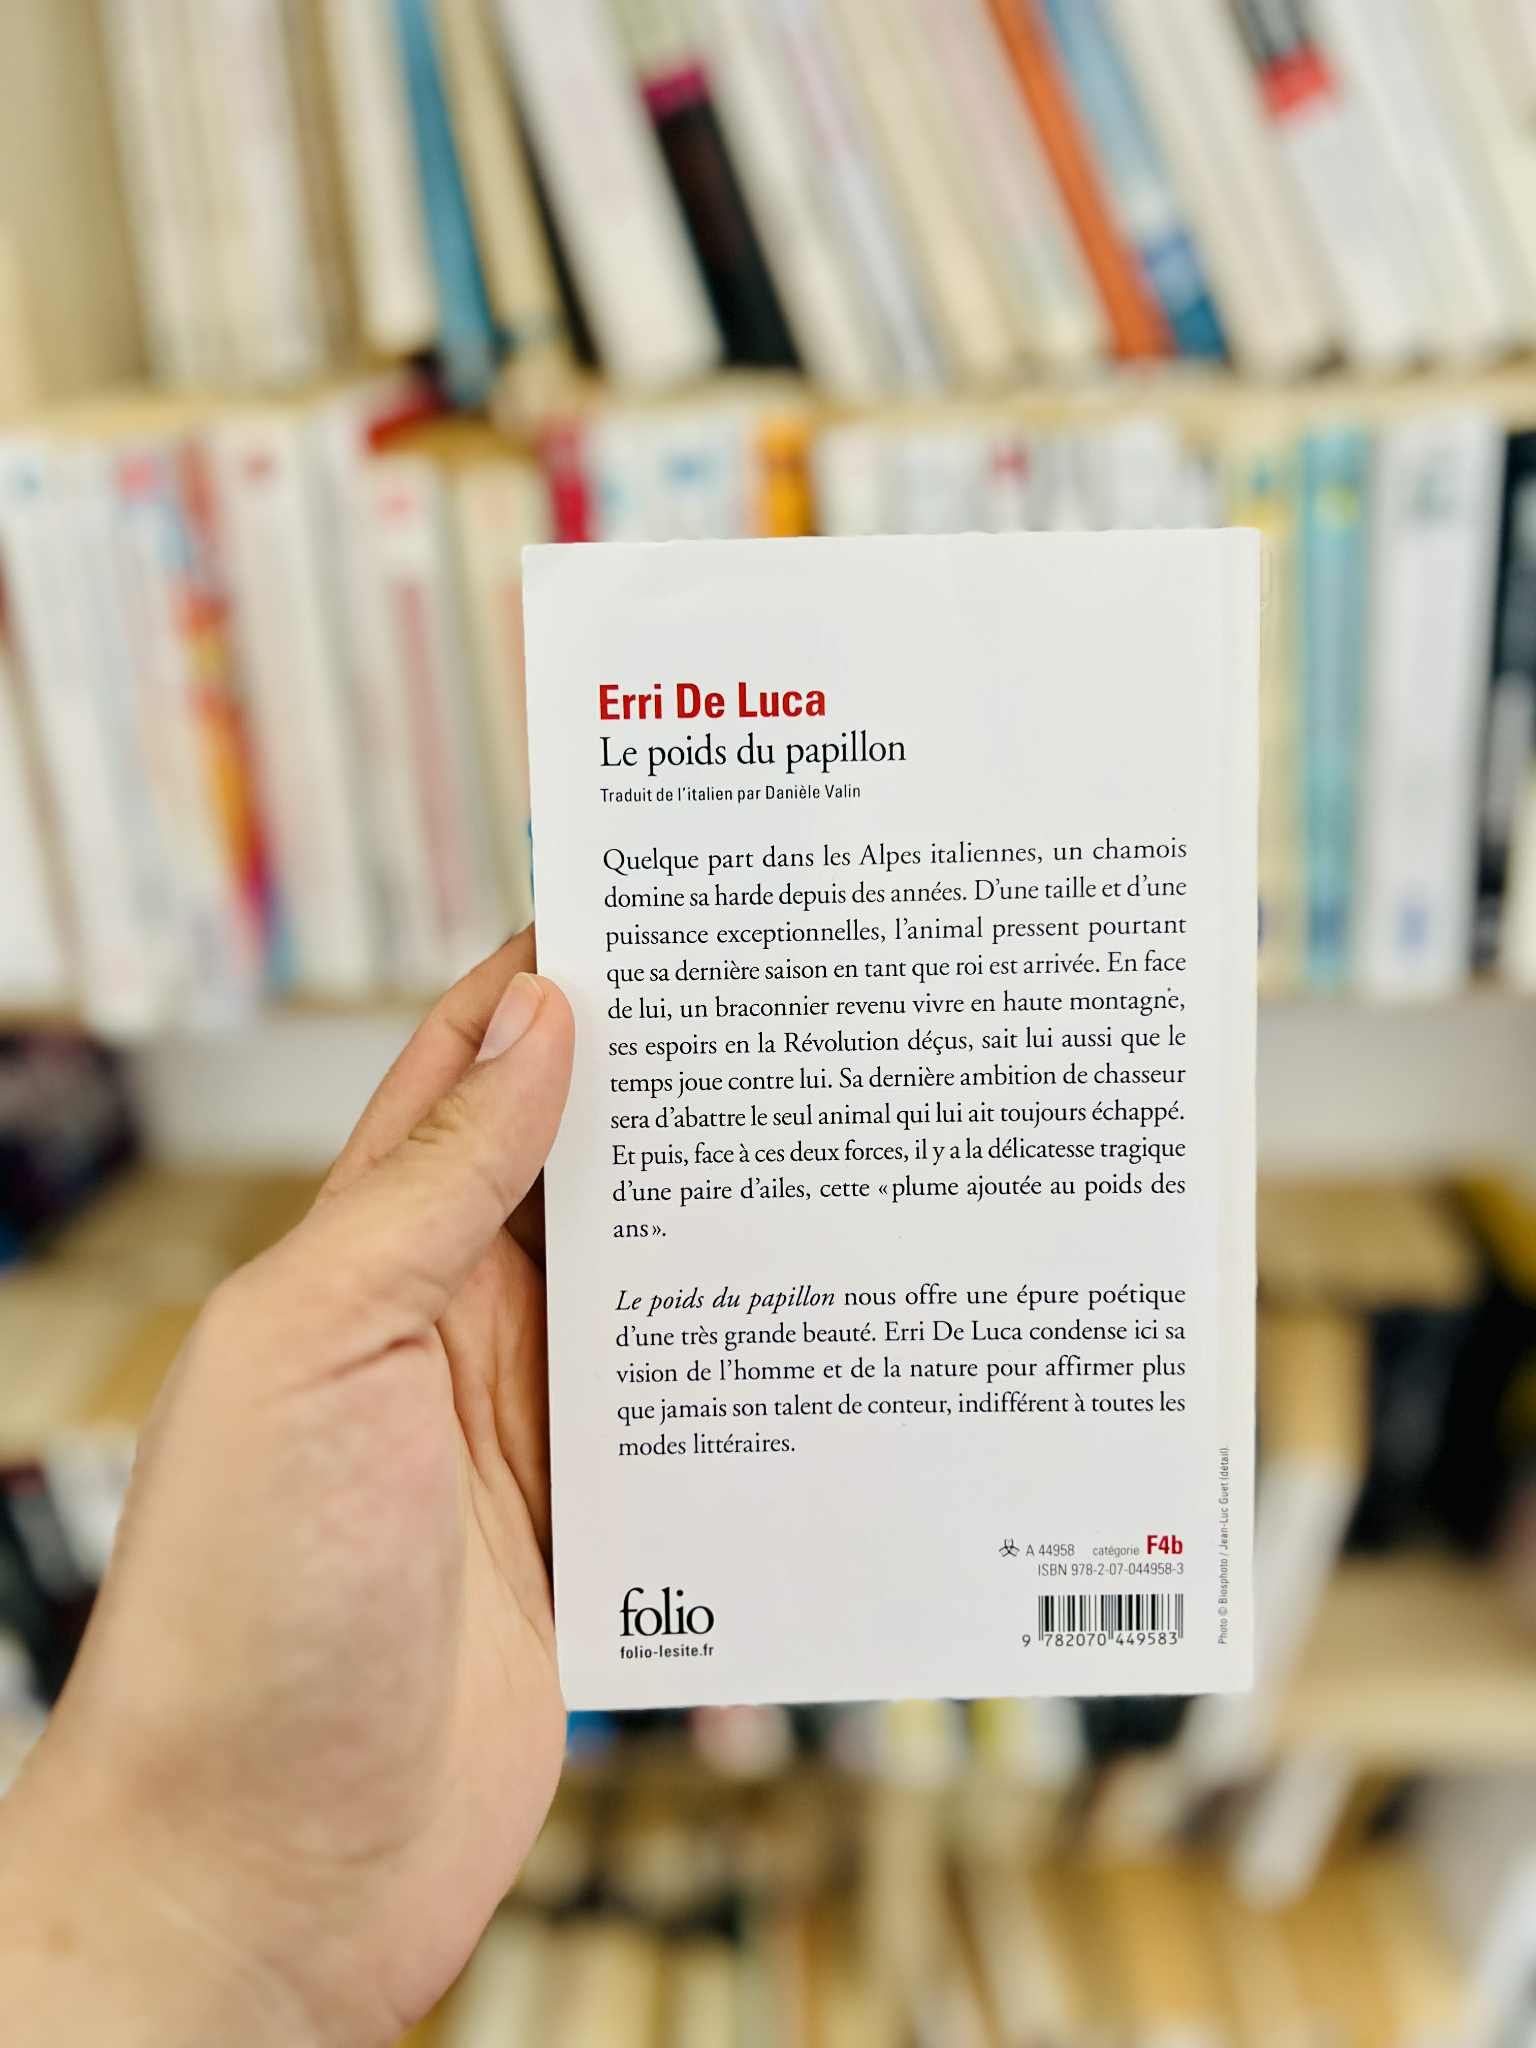 Erri De Luca
Le poids du papillon
Traduit de l'italien par Danièle Valin
Quelque part dans les Alpes italiennes, un chamois
domine sa harde depuis des années. D'une taille et d'une
puissance exceptionnelles, l'animal pressent pourtant
que sa dernière saison en tant que roi est arrivée. En face
de lui, un braconnier revenu vivre en haute montagne,
ses espoirs en la Révolution déçus, sait lui aussi que le
temps joue contre lui. Sa dernière ambition de chasseur
sera d'abattre le seul animal qui lui ait toujours échappé.
Et puis, face à ces deux forces, il y a la délicatesse tragique
d'une paire d'ailes, cette « plume ajoutée au poids des
ans ».
Le poids du papillon nous offre une épure poétique
d'une très grande beauté. Erri De Luca condense ici sa
vision de l'homme et de la nature pour affirmer plus
que jamais son talent de conteur, indifférent à toutes les
modes littéraires.
A 44958 catégorie F4b
ISBN 978-2-07-044958-3
9 782070 449583
folio
folio-lesite.fr
Photo © Biosphoto / Jean-Luc Guet (détail).